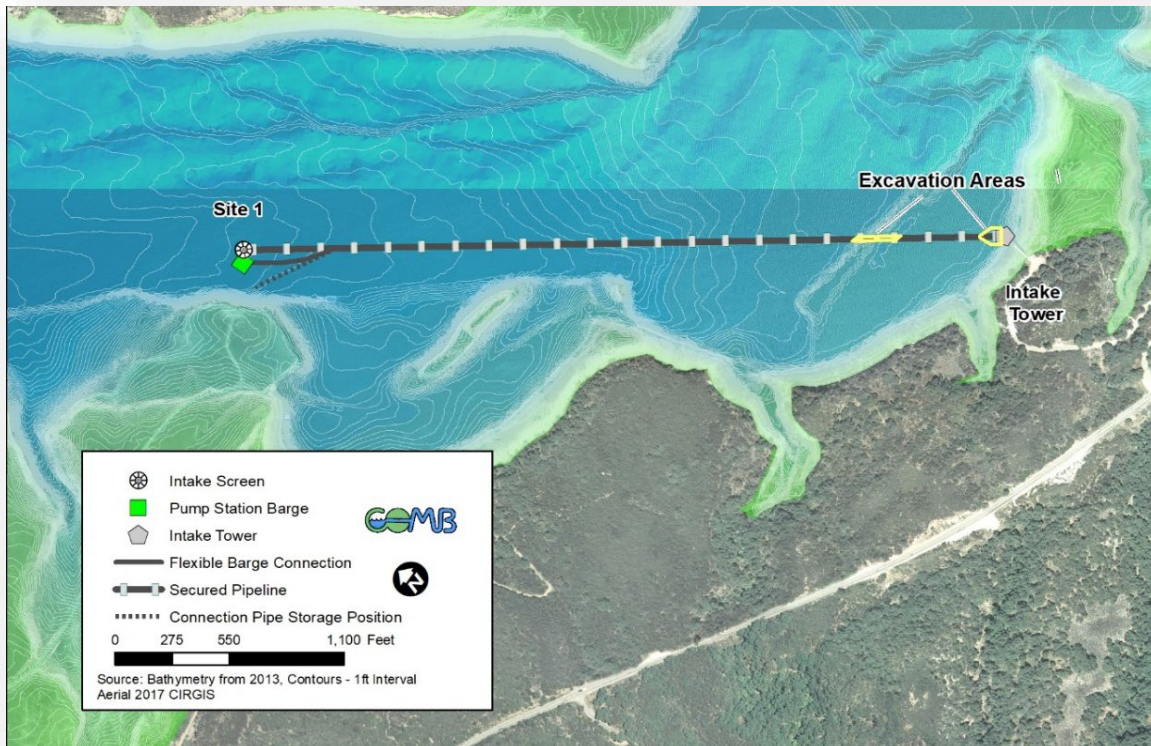 Excavation Areas
Site 1
Intake
Tower
Intake Screen
Pump Station Barge
COMB
Intake Tower
Flexible Barge Connection
N
Secured Pipeline
Connection Pipe Storage Position
0 275 550 1,100 Feet
Source: Bathymetry from 2013, Contours - 1ft Interval
Aerial 2017 CIRGIS